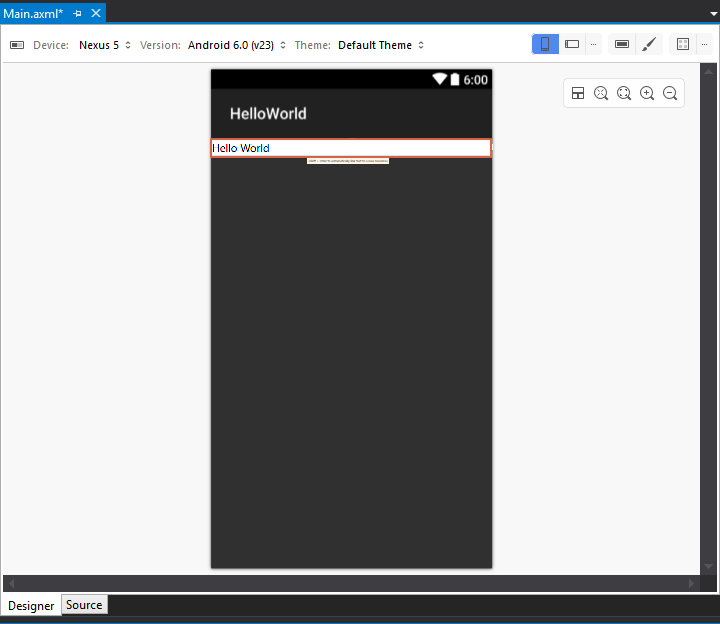 Main.axml*
Device: Nexus 5 Version: Android 6.0 (v23) Theme: Default Theme
6:00
HelloWorld
Hello World
Designer Source